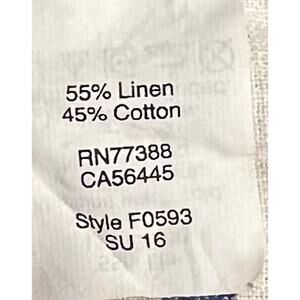 55% Linen
45% Cotton
RN77388
CA56445
Style F0593
SU 16